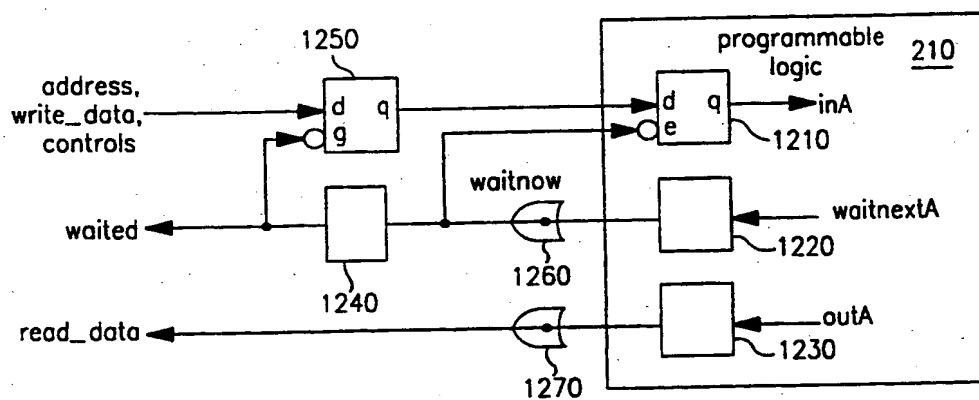 1250
programmable
logic
210
address,
write_data,
controls
d q
g
d q
e
inA
1210
waitnow
waitnextA
waited
1220
1260
1240
outA
read_data
1230
1270